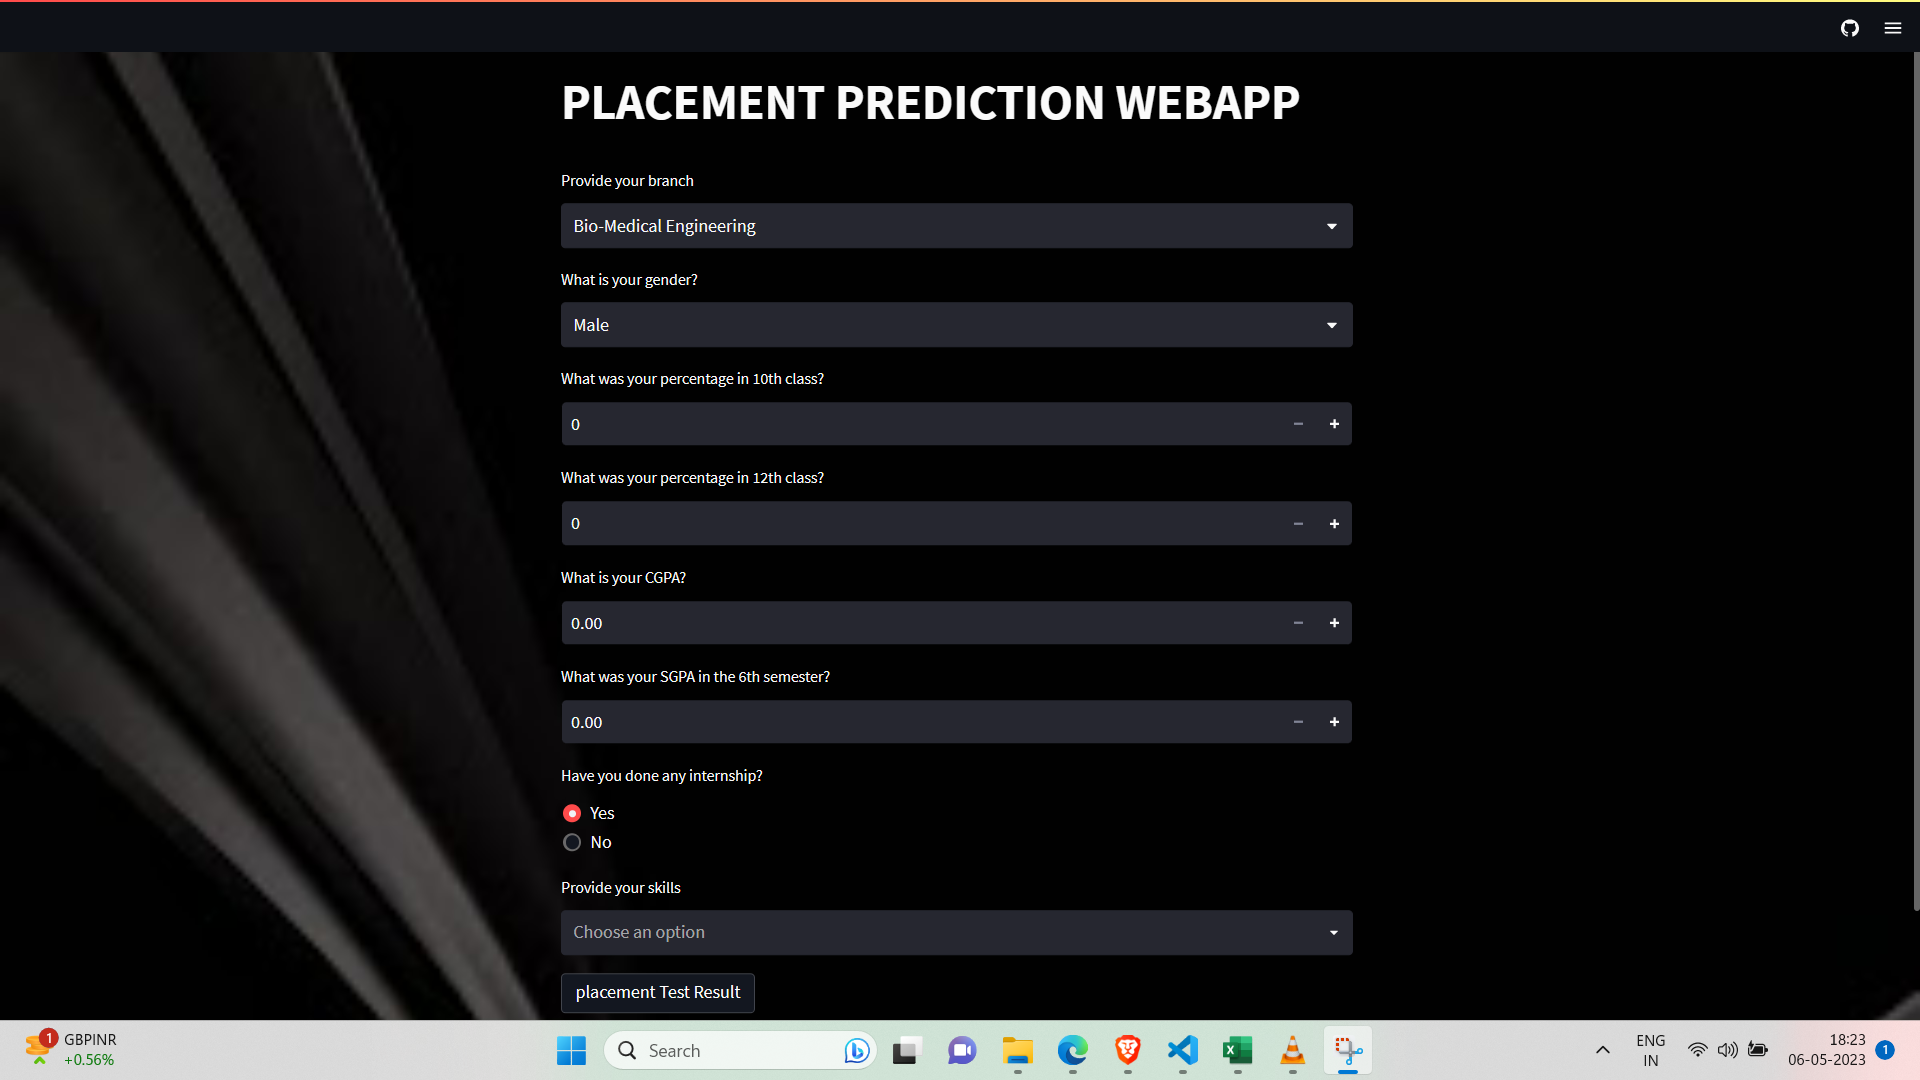 PLACEMENT PREDICTION WEBAPP
Provide your branch
Bio-Medical Engineering
What is your gender?
Male
What was your percentage in 10th class?
0
What was your percentage in 12th class?
0
What is your CGPA?
0.00
What was your SGPA in the 6th semester?
0.00
Have you done any internship?
Yes
No
Provide your skills
Choose an option
placement Test Result
1 GBPINR
+0.56%
Search
ENG
IN
18:23
06-05-2023
1